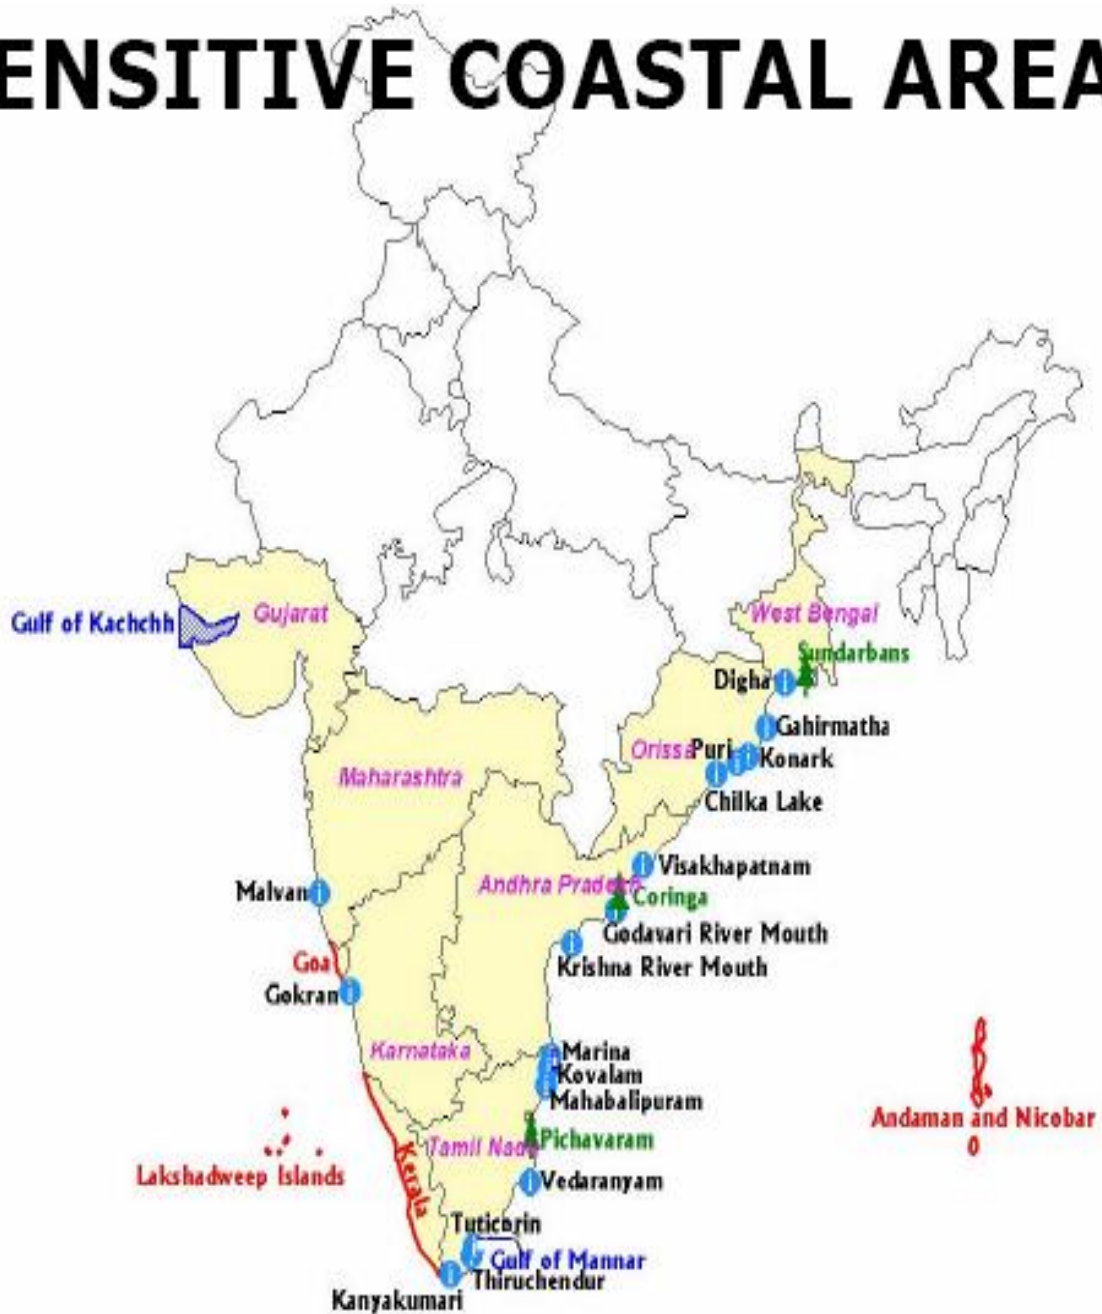 ENSITIVE COASTAL AREA
Gulf of Kachchh
Gujarat
West Bengal
Sundarbans
Digha
Gahirmatha
Orissa
Puri
Konark
Maharashtra
Chilka Lake
Visakhapatnam
Andhra Pradesh
Malvan
Coringa
Godavari River Mouth
Goa
Krishna River Mouth
Gokran
Karnataka
Marina
Kovalam
Mahabalipuram
Andaman and Nicobar
Pichavaram
Tamil Nadu
Lakshadweep Islands
Kerala
Vedaranyam
Tuticorin
Gulf of Mannar
Thiruchendur
Kanyakumari